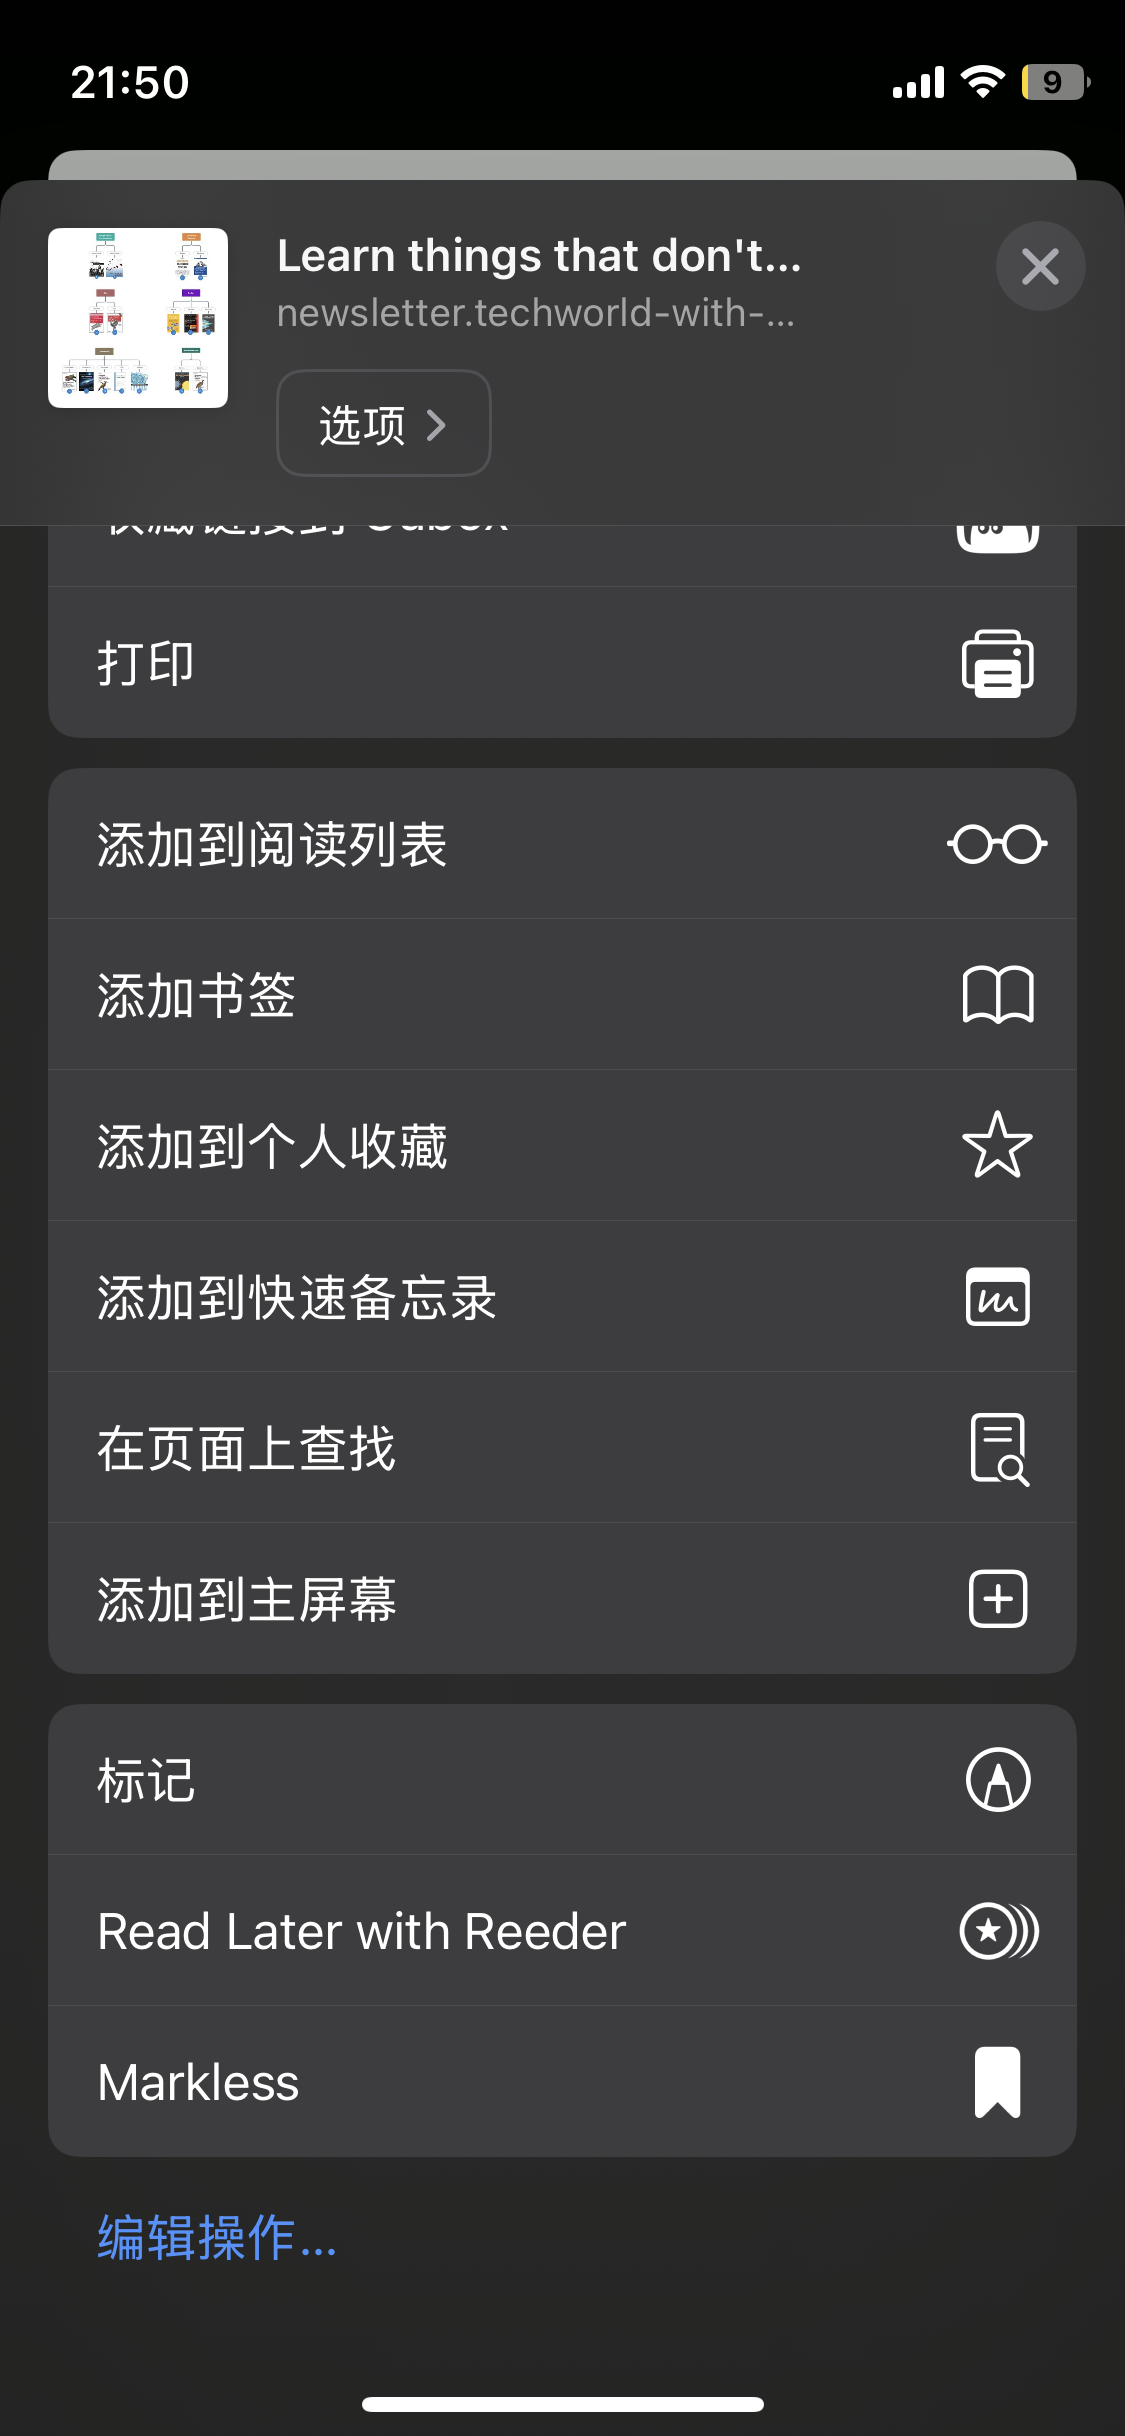 21:50
9
Learn things that don't...
newsletter.techworld-with-...
选项
打印
添加到阅读列表
添加书签
添加到个人收藏
添加到快速备忘录
在页面上查找
添加到主屏幕
标记
Read Later with Reeder
Markless
编辑操作...